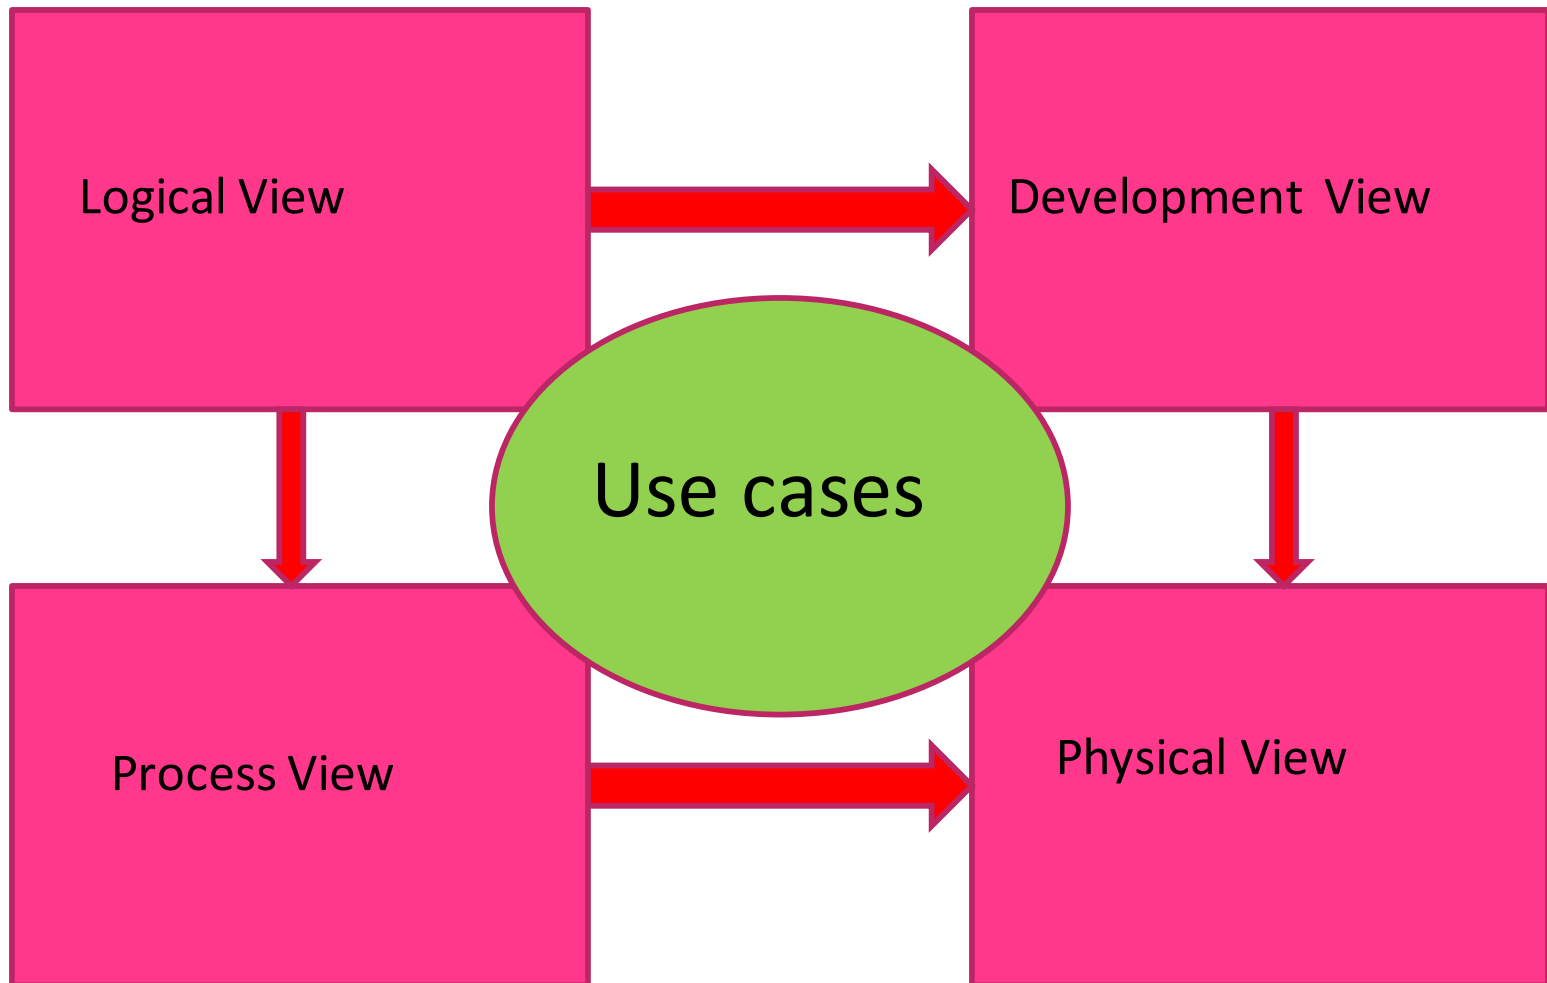 Logical View
Development  View
Use cases
Process View
Physical View